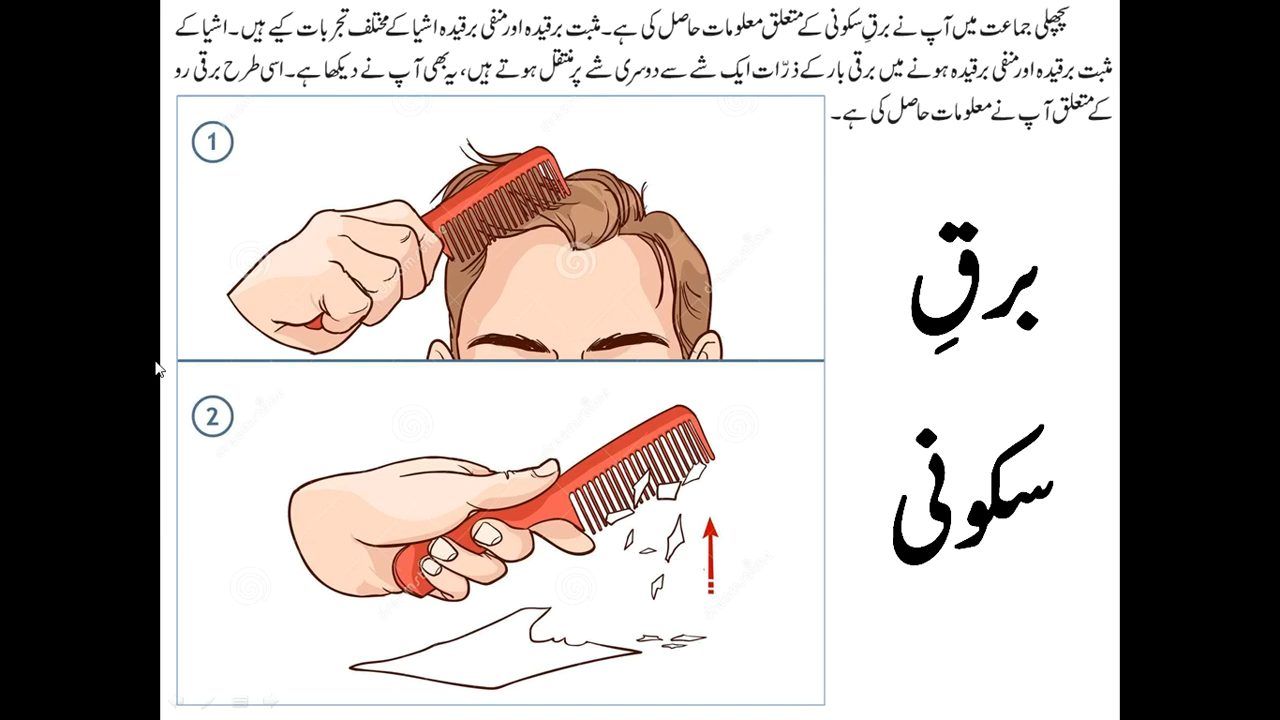 پچھلی جماعت میں آپ نے برقِ سکونی کے متعلق معلومات حاصل کی ہے۔ مثبت برقیدہ اور منفی برقیدہ اشیا کے مختلف تجربات کیے ہیں۔ اشیا کے
مثبت برقیدہ اور منفی برقیدہ ہونے میں برقی بار کے ذرّات ایک شے سے دوسری شے پر منتقل ہوتے ہیں، یہ بھی آپ نے دیکھا ہے۔ اسی طرح برقی رو
کے متعلق آپ نے معلومات حاصل کی ہے۔
1
برقِ
2
سکونی